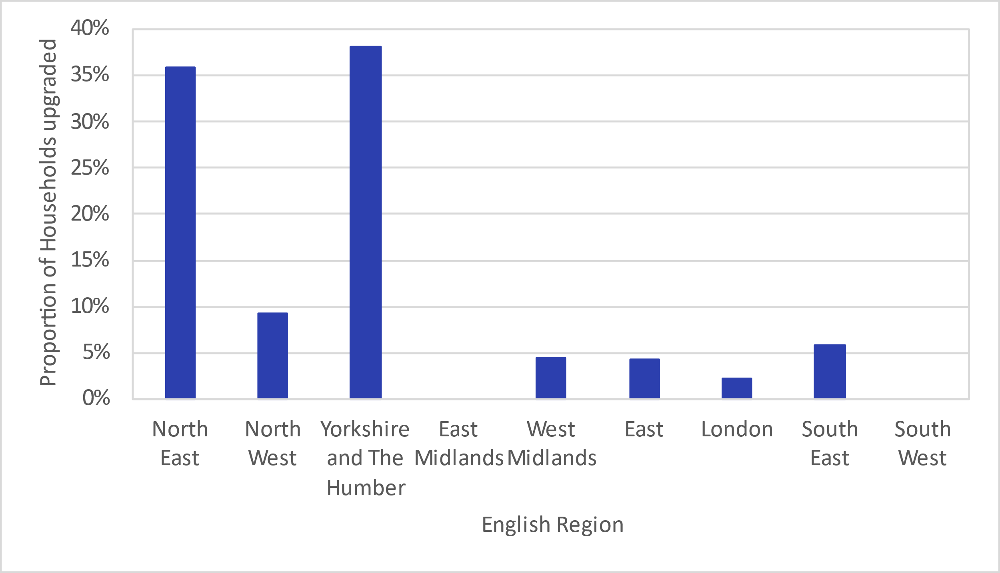 Proportion of Households upgraded
40%
35%
30%
25%
20%
15%
10%
5%
0%
North
East
North
West
Yorkshire
and The
Humber
East
Midlands
West
Midlands
East
London
South
East
South
West
English Region